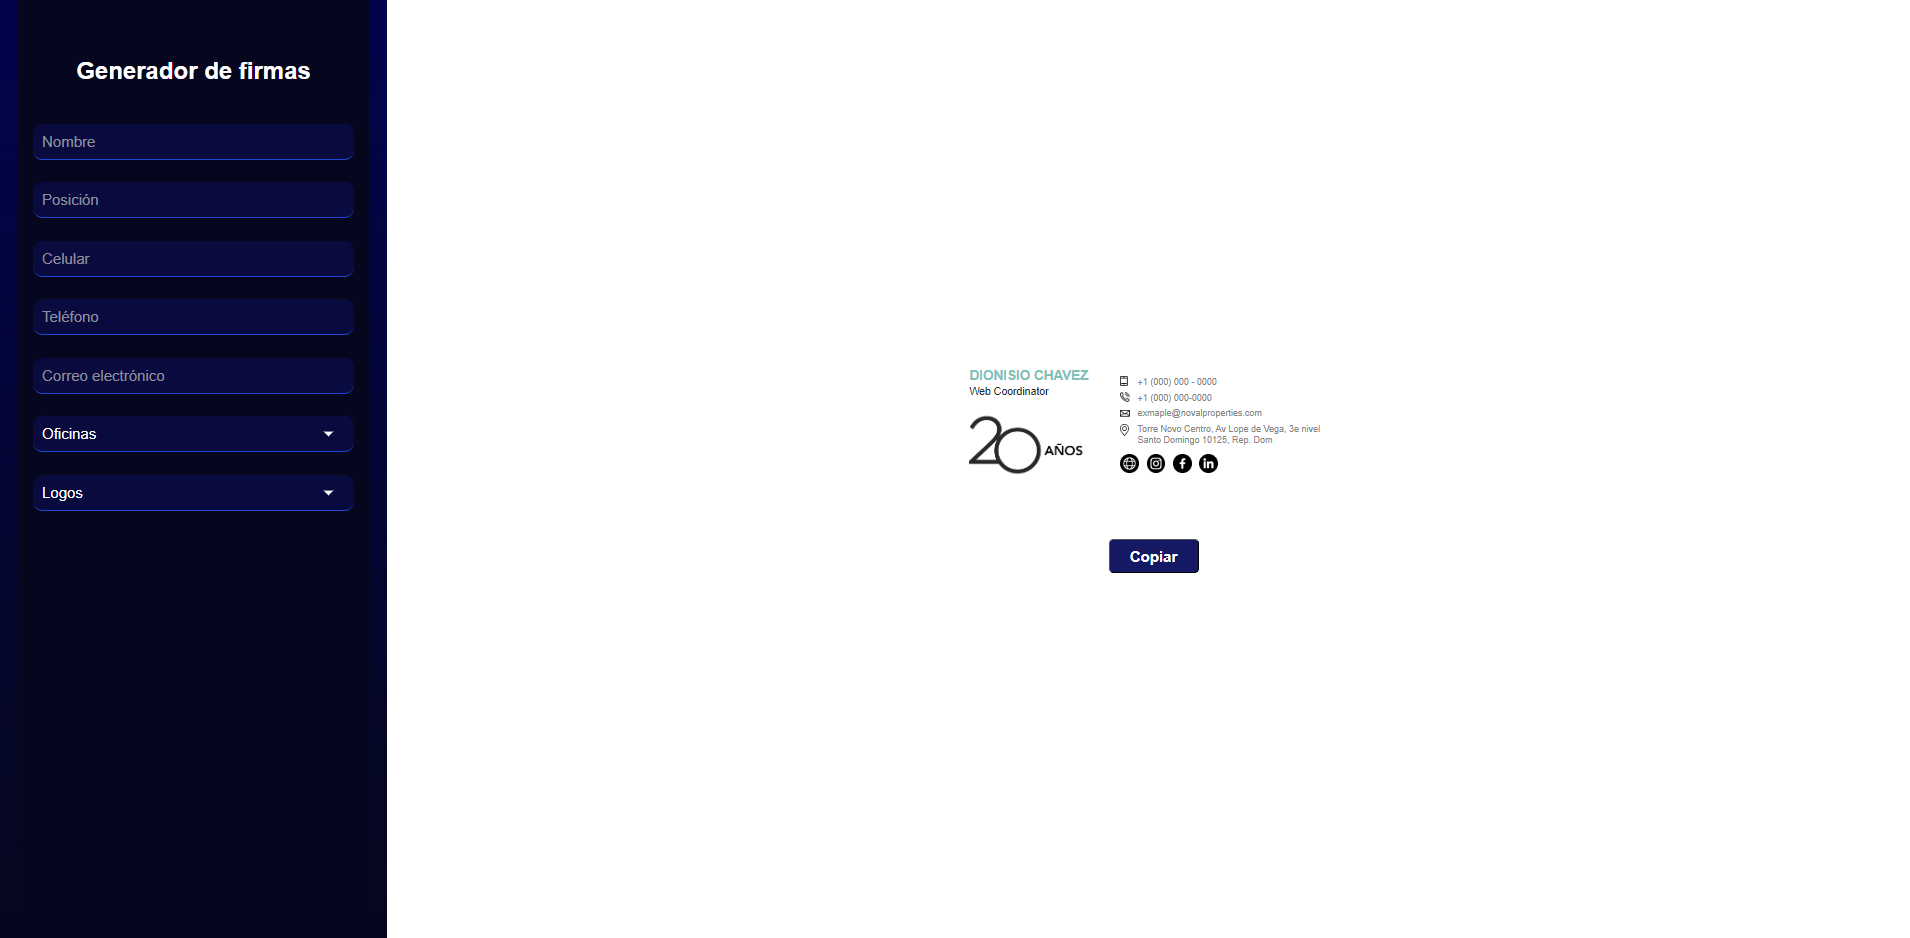 Generador de firmas
Nombre
Posición
Celular
Teléfono
Correo electrónico
Oficinas
Logos
DIONISIO CHAVEZ
Web Coordinator
20 AÑOS
+1 (000) 000 - 0000
+1 (000) 000-0000
exmaple@novalproperties.com
Torre Novo Centro, Av Lope de Vega, 3e nivel
Santo Domingo 10125, Rep. Dom
Copiar